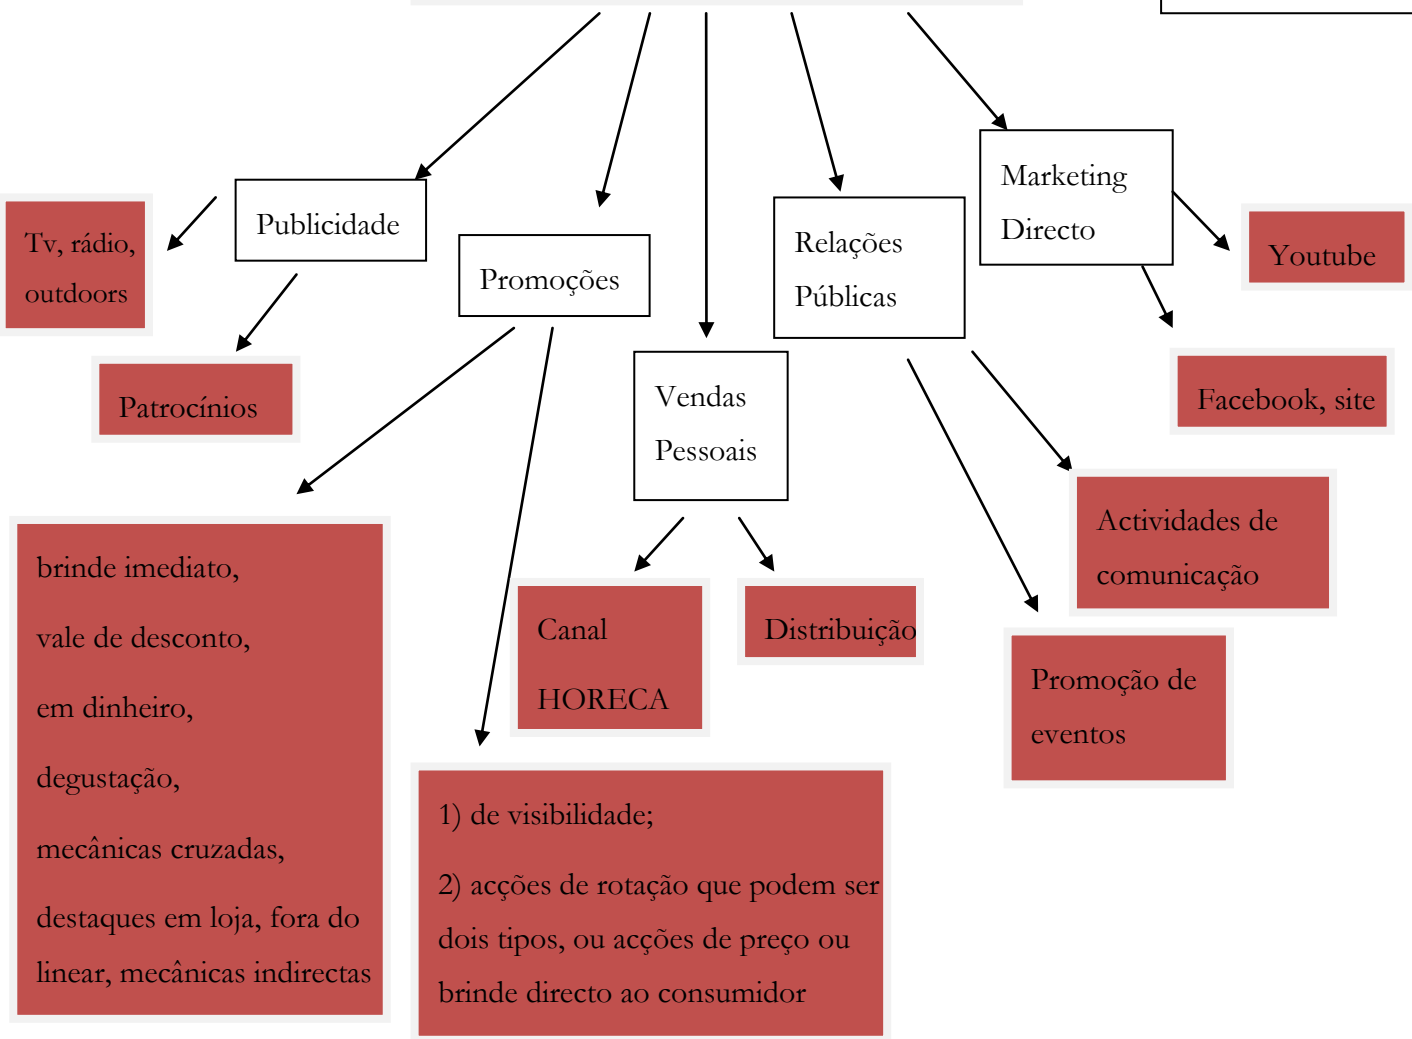 Publicidade
Tv, rádio,
outdoors
Patrocínios
Promoções
brinde imediato,
vale de desconto,
em dinheiro,
degustação,
mecânicas cruzadas,
destaques em loja, fora do
linear, mecânicas indirectas
1) de visibilidade;
2) acções de rotação que podem ser
dois tipos, ou acções de preço ou
brinde directo ao consumidor
Vendas
Pessoais
Canal
HORECA
Distribuição
Relações
Públicas
Actividades de
comunicação
Promoção de
eventos
Marketing
Directo
Youtube
Facebook, site